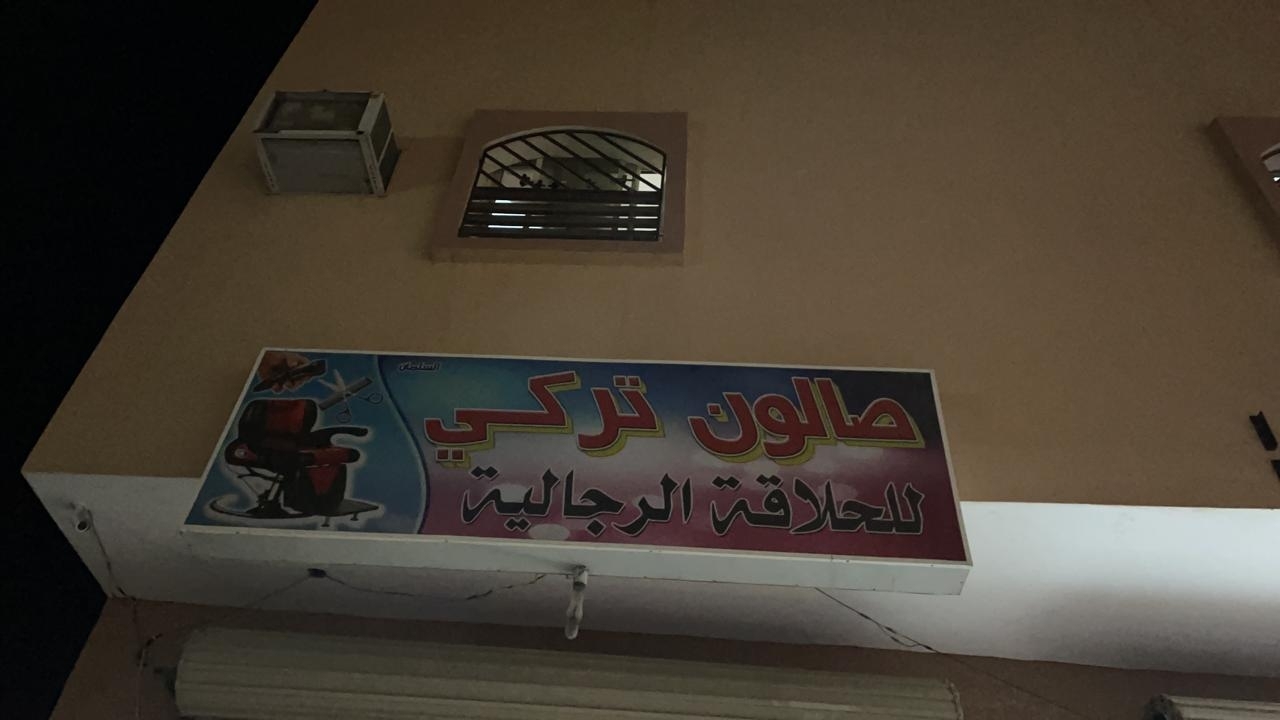 صالون تركي
للحلاقة الرجالية